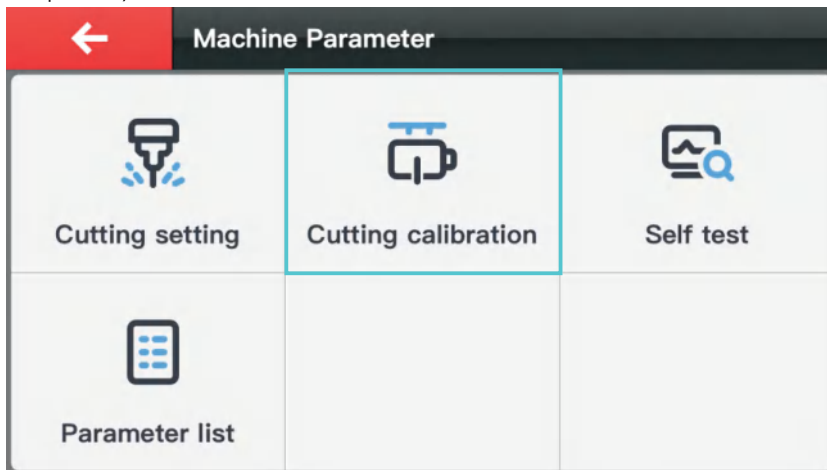 Machine Parameter
Cutting setting
Cutting calibration
Self test
Parameter list